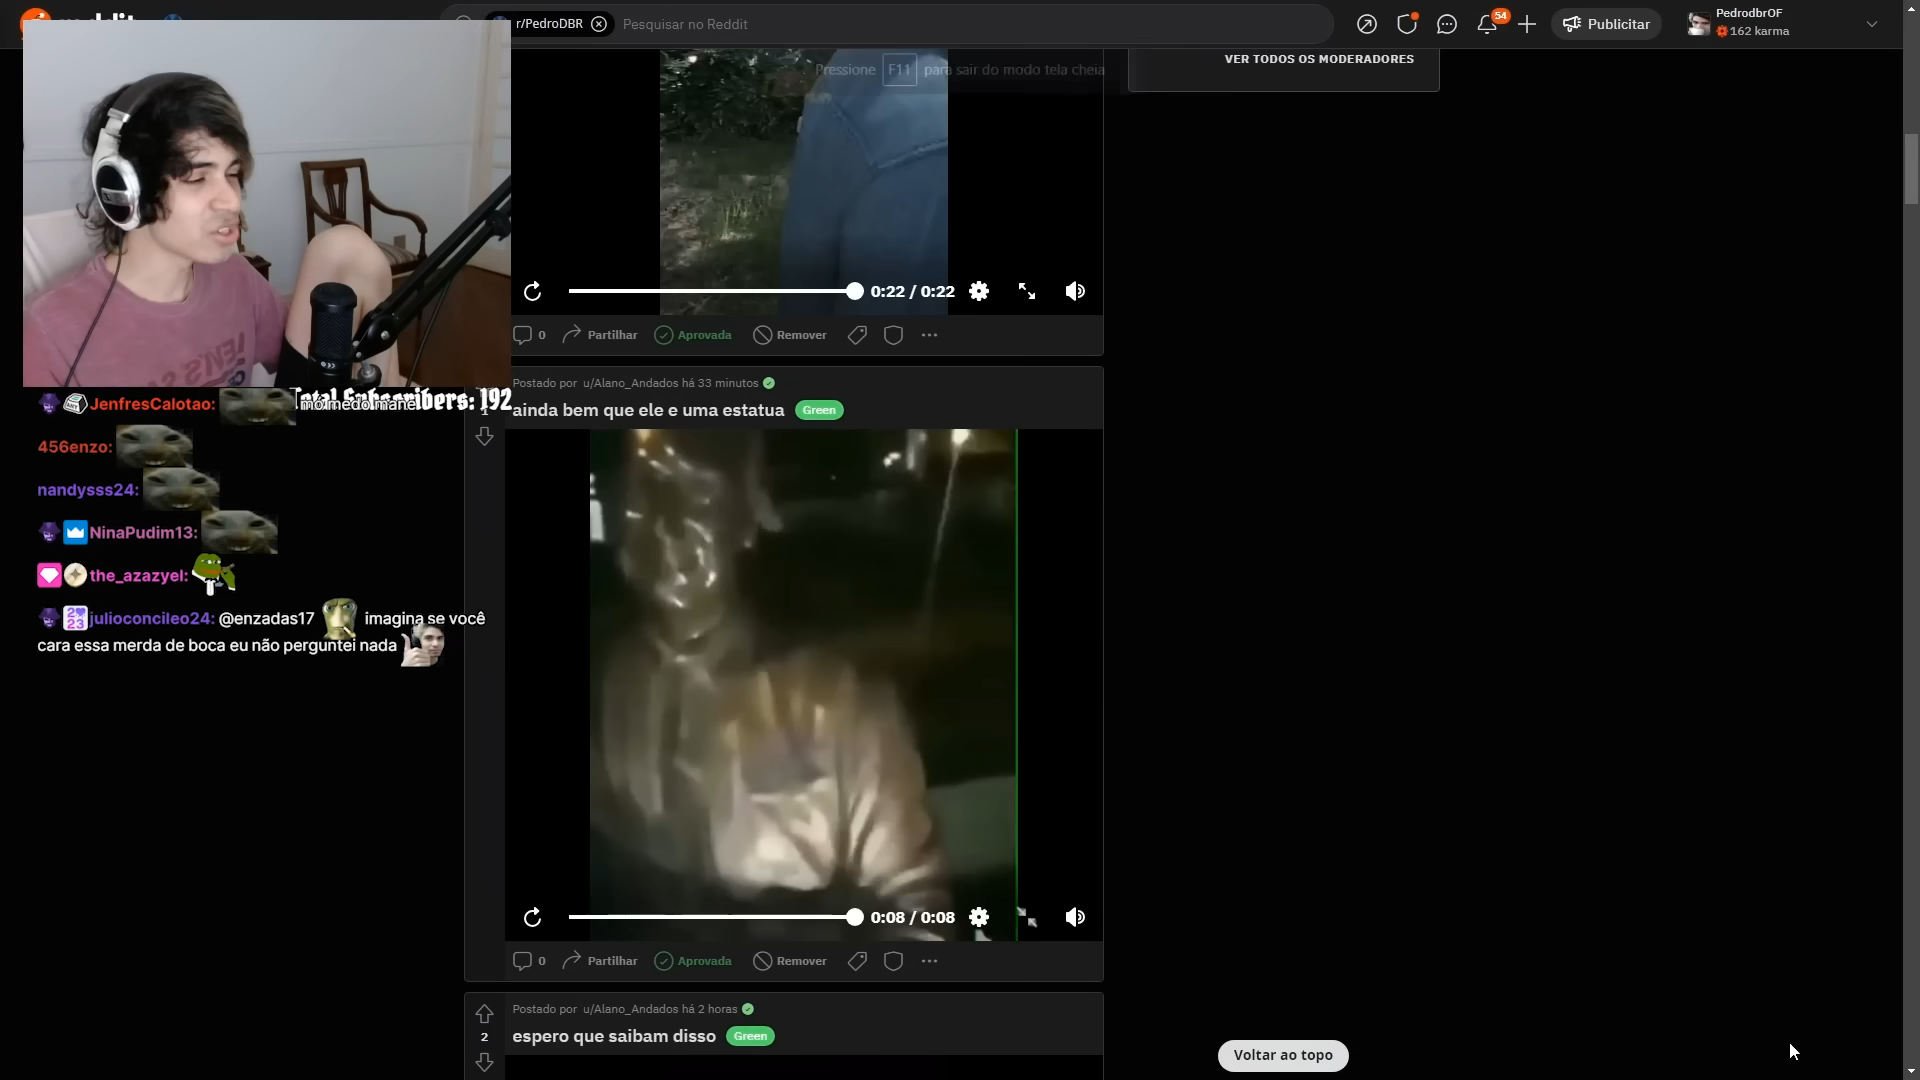 r/PedroDBR
Pesquisar no Reddit
54
Publicitar
PedrodbrOF
162 karma
Pressione F11 para sair do modo tela cheia
VER TODOS OS MODERADORES
0:22 / 0:22
0 Partilhar Aprovada Remover
Postado por u/Alano_Andados há 33 minutos
1
ainda bem que ele e uma estatua Green
Total Subscribers: 192
JenfresCalotao:
456enzo:
nandysss24:
NinaPudim13:
the_azazyel:
julioconcileo24: @enzadas17 imagina se você
cara essa merda de boca eu não perguntei nada
0:08 / 0:08
0 Partilhar Aprovada Remover
Postado por u/Alano_Andados há 2 horas
2
espero que saibam disso Green
Voltar ao topo